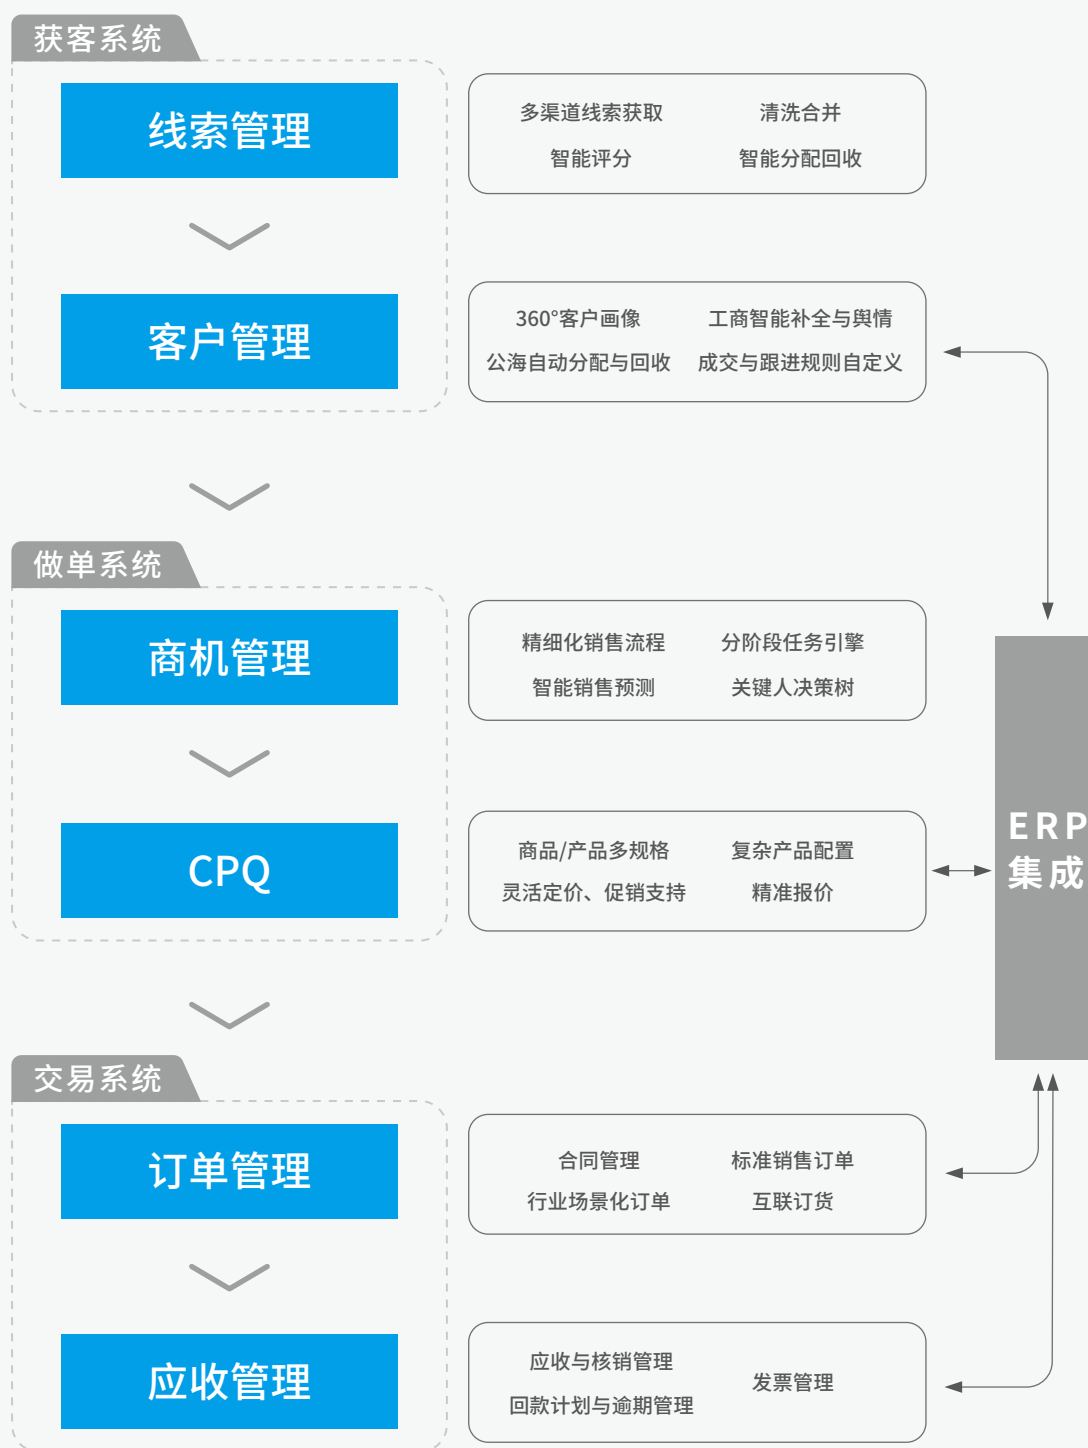 获客系统
线索管理
多渠道线索获取 清洗合并
智能评分 智能分配回收
客户管理
360°客户画像 工商智能补全与舆情
公海自动分配与回收 成交与跟进规则自定义
做单系统
商机管理
精细化销售流程 分阶段任务引擎
智能销售预测 关键人决策树
CPQ
商品/产品多规格 复杂产品配置
灵活定价、促销支持 精准报价
ERP
集成
交易系统
订单管理
合同管理 标准销售订单
行业场景化订单 互联订货
应收管理
应收与核销管理 发票管理
回款计划与逾期管理